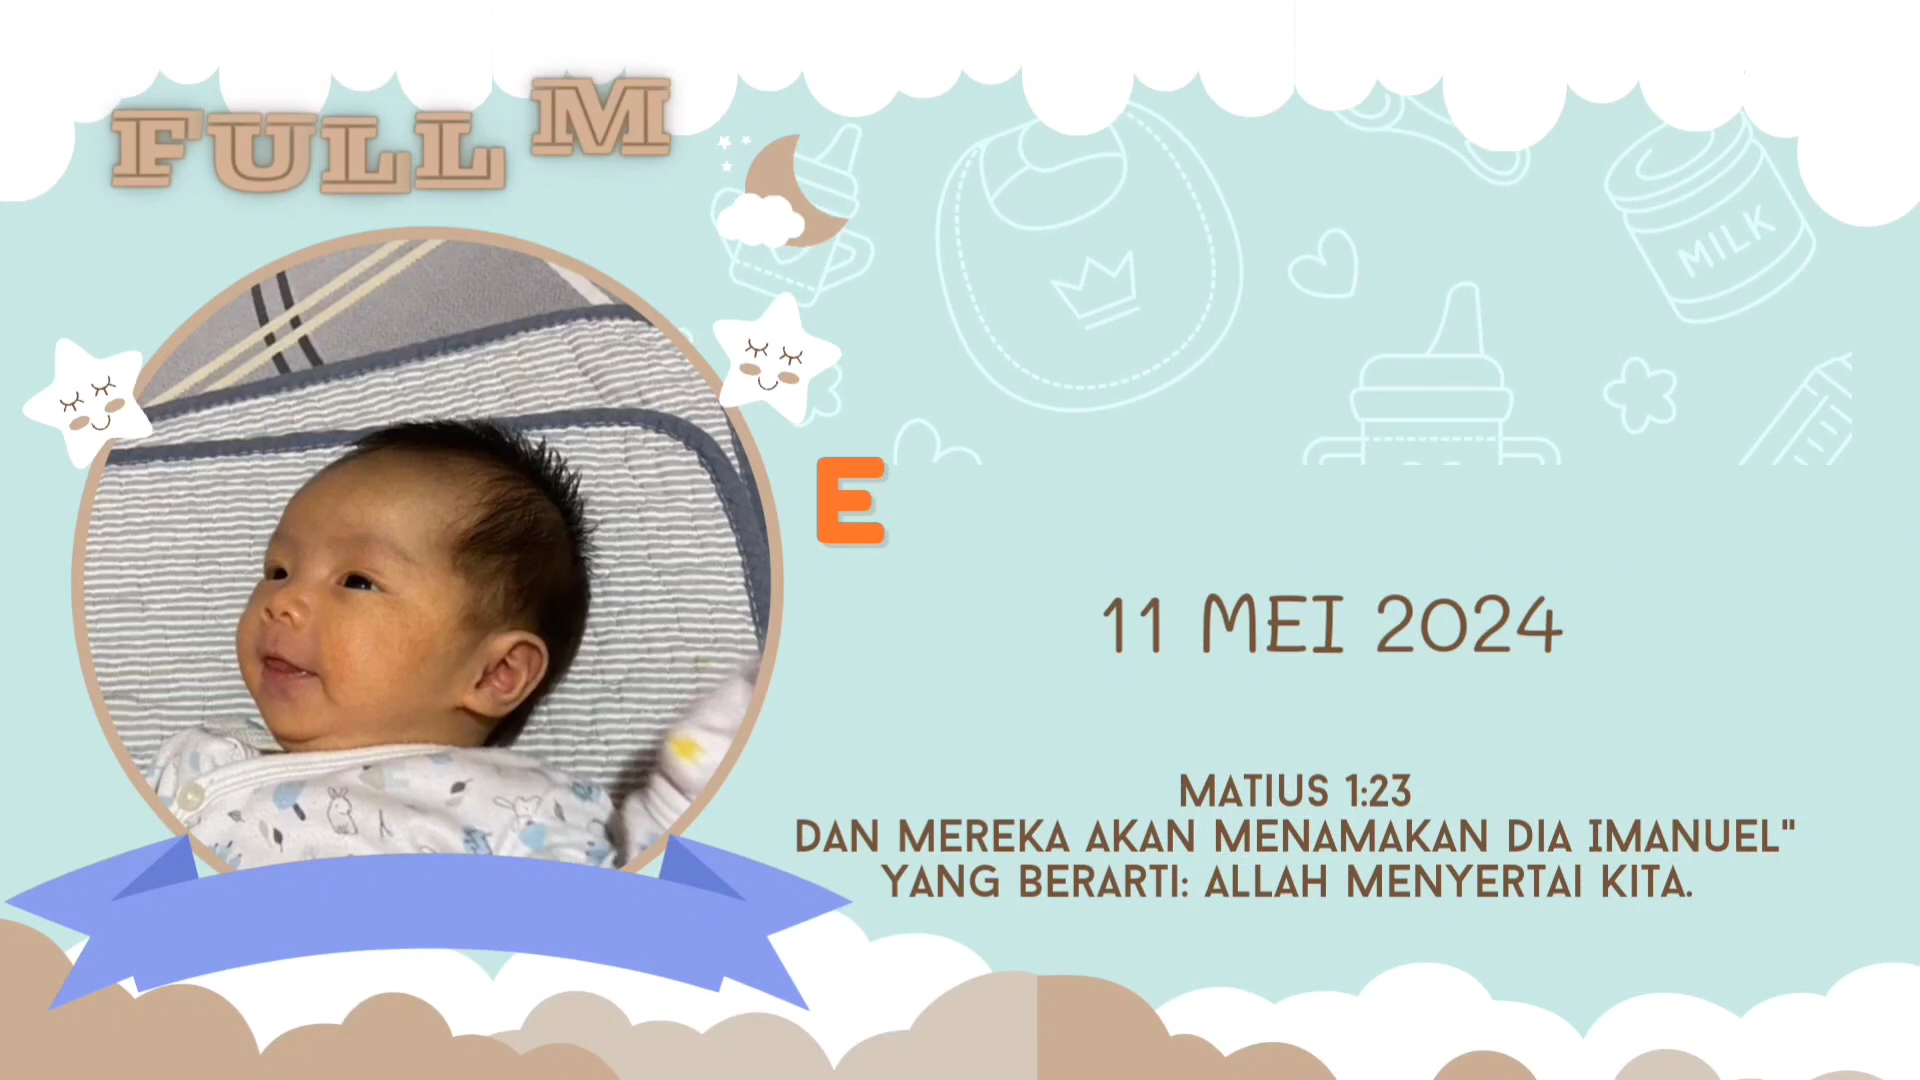 FULL M
MILK
E
11 MEI 2024
MATIUS 1:23
DAN MEREKA AKAN MENAMAKAN DIA IMANUEL"
YANG BERARTI: ALLAH MENYERTAI KITA.